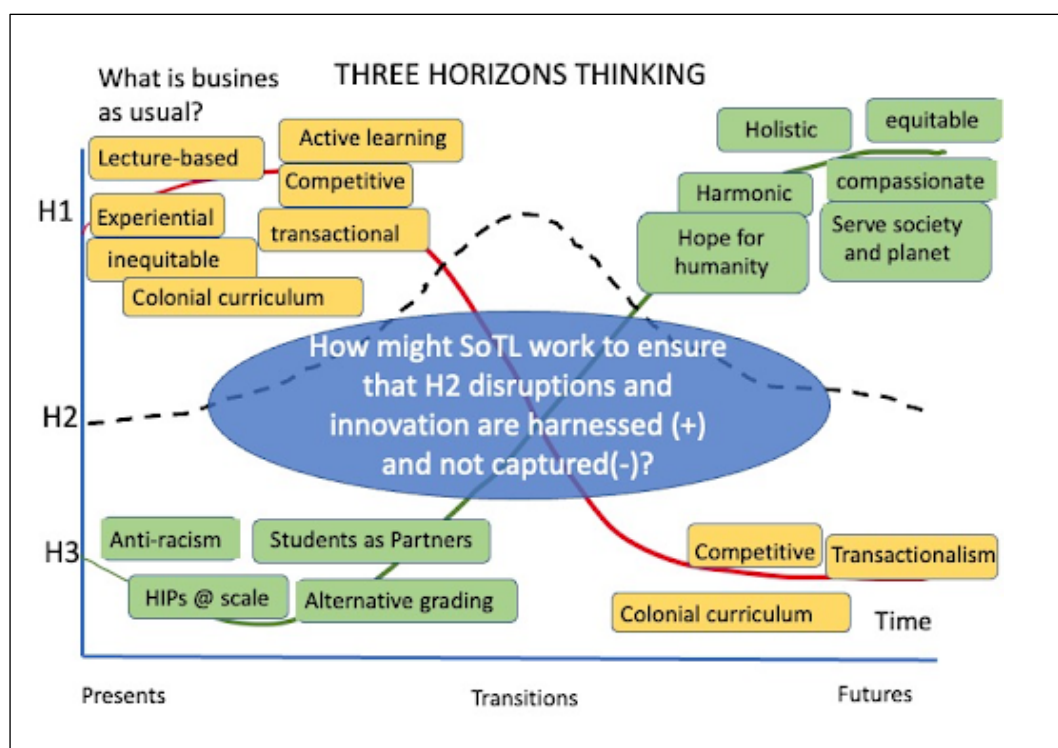 What is busines
as usual?
THREE HORIZONS THINKING
Lecture-based
Active learning
Competitive
Experiential
transactional
inequitable
Colonial curriculum
Holistic
equitable
Harmonic
compassionate
Hope for
humanity
Serve society
and planet
H1
H2
H3
How might SoTL work to ensure
that H2 disruptions and
innovation are harnessed (+)
and not captured(-)?
Anti-racism
Students as Partners
HIPs @ scale
Alternative grading
Competitive
Transactionalism
Colonial curriculum
Time
Presents
Transitions
Futures